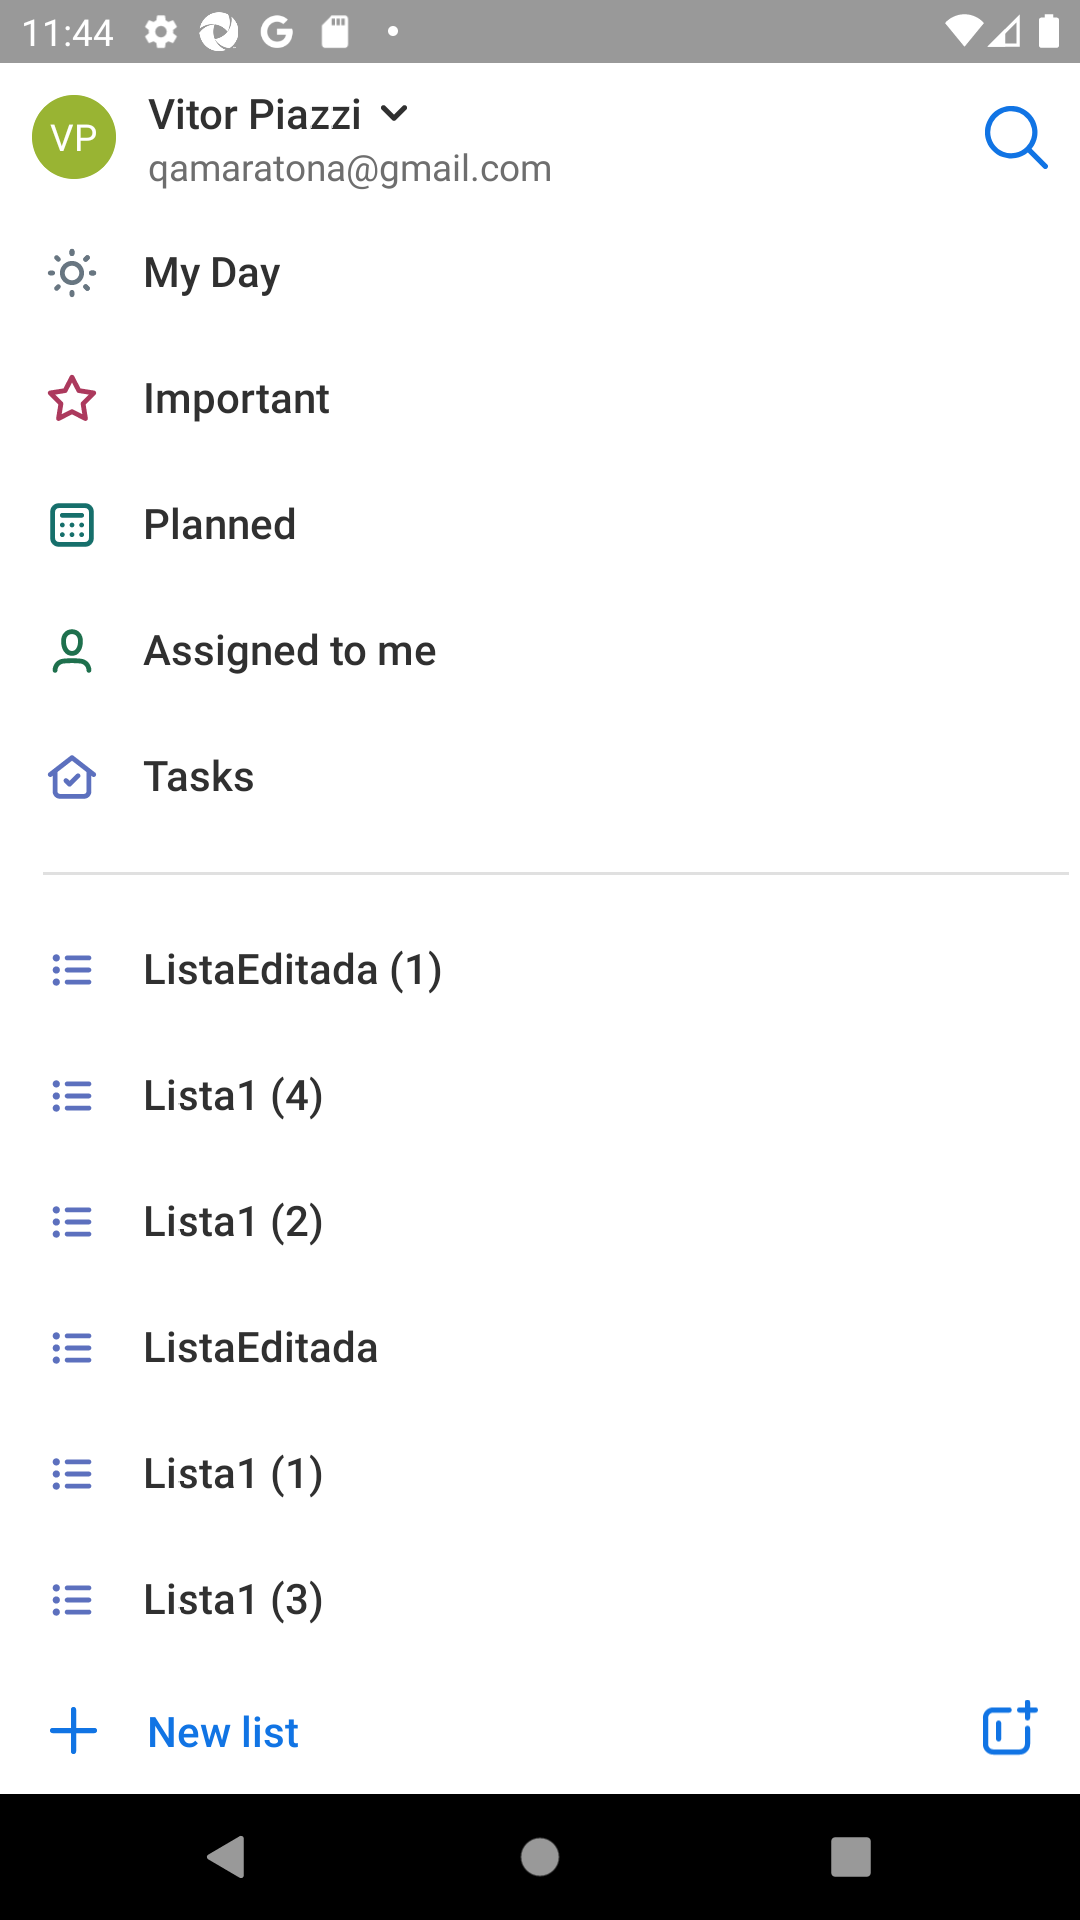 11:44
VP
Vitor Piazzi
qamaratona@gmail.com
My Day
Important
Planned
Assigned to me
Tasks
ListaEditada (1)
Lista1 (4)
Lista1 (2)
ListaEditada
Lista1 (1)
Lista1 (3)
New list